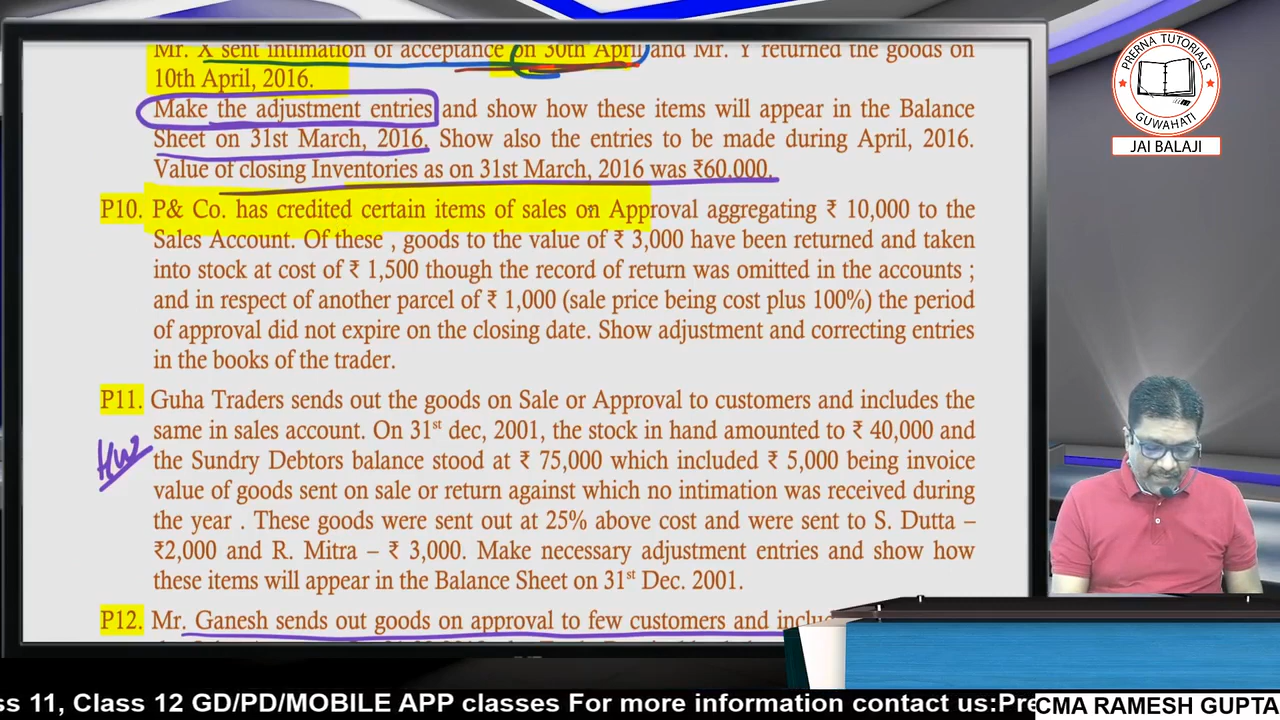 Mr. X sent intimation of acceptance on 30th April and Mr. Y returned the goods on
10th April, 2016.
Make the adjustment entries and show how these items will appear in the Balance
Sheet on 31st March, 2016. Show also the entries to be made during April, 2016.
Value of closing Inventories as on 31st March, 2016 was ₹60,000.
P10. P& Co. has credited certain items of sales on Approval aggregating ₹ 10,000 to the
Sales Account. Of these , goods to the value of ₹ 3,000 have been returned and taken
into stock at cost of ₹ 1,500 though the record of return was omitted in the accounts ;
and in respect of another parcel of ₹ 1,000 (sale price being cost plus 100%) the period
of approval did not expire on the closing date. Show adjustment and correcting entries
in the books of the trader.
P11. Guha Traders sends out the goods on Sale or Approval to customers and includes the
same in sales account. On 31st dec, 2001, the stock in hand amounted to ₹ 40,000 and
HW
the Sundry Debtors balance stood at ₹ 75,000 which included ₹ 5,000 being invoice
value of goods sent on sale or return against which no intimation was received during
the year . These goods were sent out at 25% above cost and were sent to S. Dutta –
₹2,000 and R. Mitra – ₹ 3,000. Make necessary adjustment entries and show how
these items will appear in the Balance Sheet on 31st Dec. 2001.
P12. Mr. Ganesh sends out goods on approval to few customers and
PRERNA TUTORIALS
GUWAHATI
JAI BALAJI
ss 11, Class 12 GD/PD/MOBILE APP classes For more information contact us:Pre
CMA RAMESH GUPTA